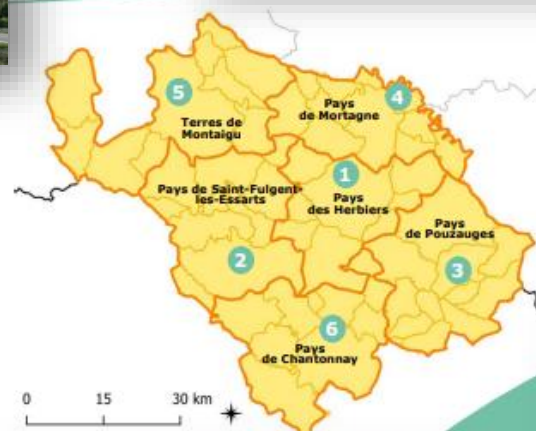 5
Terres de
Montaigu
Pays
de Mortagne
4
1
Pays
des Herbiers
Pays de Saint-Fulgent-
les-Essarts
2
Pays
de Pouzauges
3
6
Pays
de Chantonnay
0 15 30 km